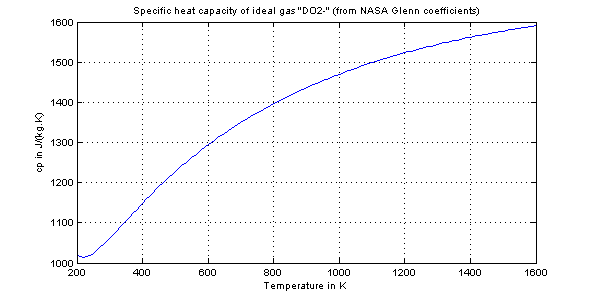 Specific heat capacity of ideal gas "DO2-" (from NASA Glenn coefficients)
1600
1500
1400
1300
1200
1100
1000
cp in J/(kg.K)
200 400 600 800 1000 1200 1400 1600
Temperature in K